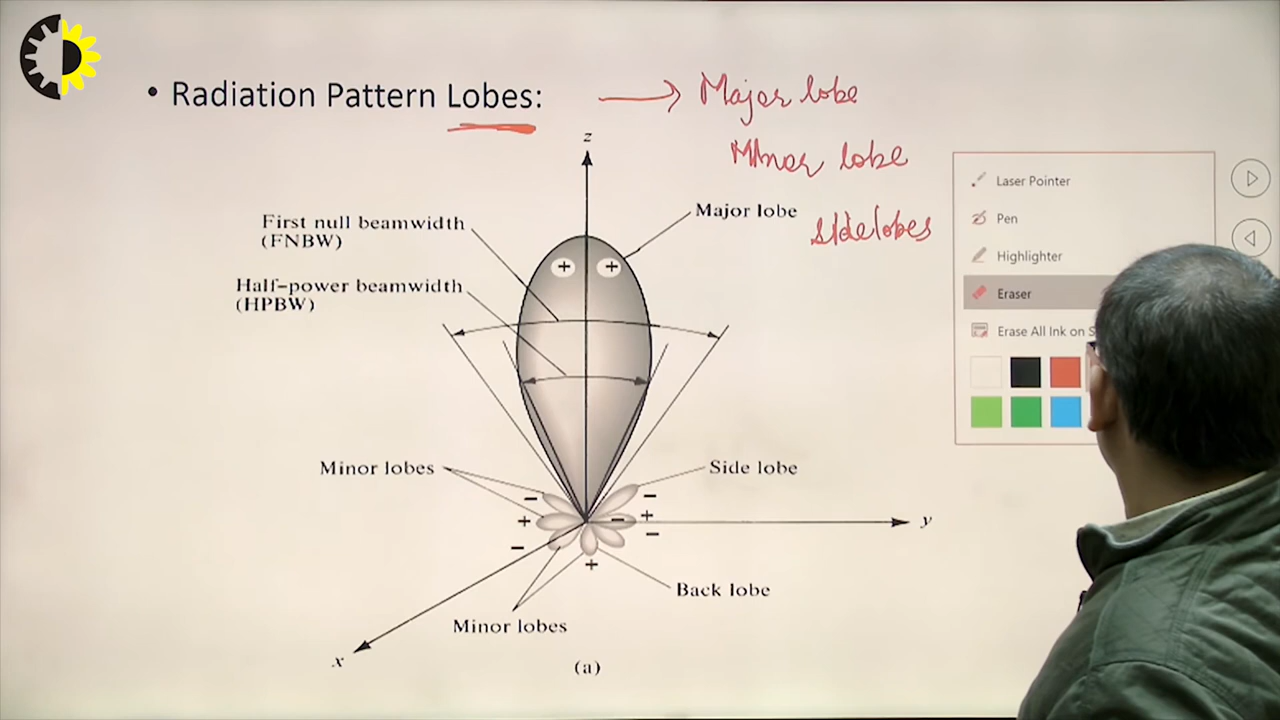 • Radiation Pattern Lobes: → Major lobe
Minor lobe
z
Major lobe
sidelobes
First null beamwidth
(FNBW)
Half-power beamwidth
(HPBW)
+ +
Laser Pointer
Pen
Highlighter
Eraser
Erase All Ink on S
Minor lobes
Side lobe
− −
+ − +
− −
+
y
Back lobe
Minor lobes
x
(a)